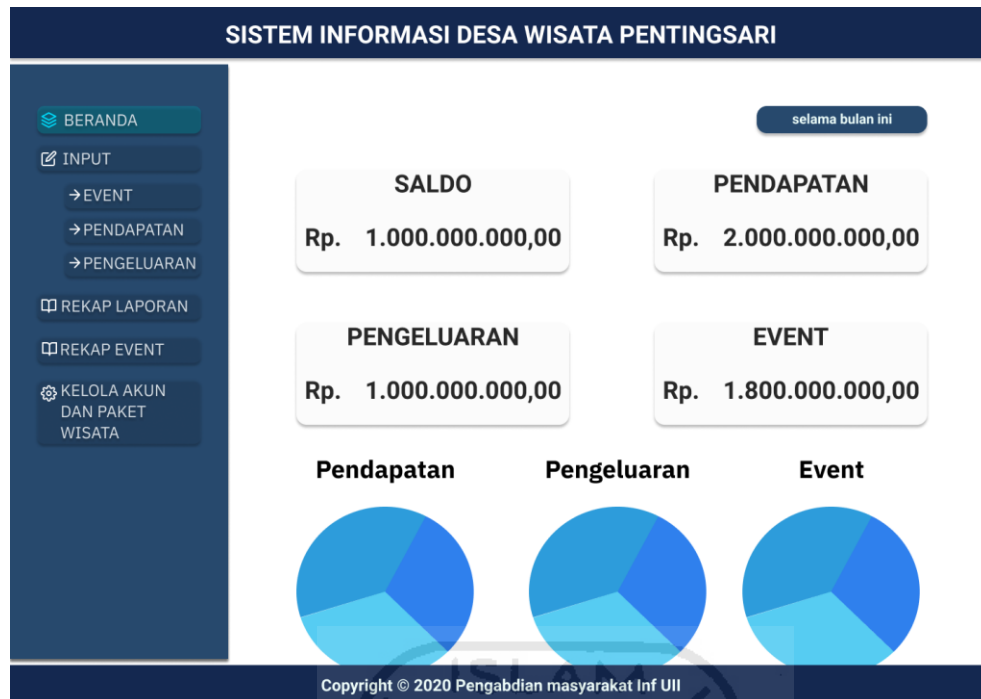 SISTEM INFORMASI DESA WISATA PENTINGSARI
BERANDA
INPUT
→EVENT
→PENDAPATAN
→PENGELUARAN
REKAP LAPORAN
REKAP EVENT
KELOLA AKUN
DAN PAKET
WISATA
selama bulan ini
SALDO
Rp. 1.000.000.000,00
PENDAPATAN
Rp. 2.000.000.000,00
PENGELUARAN
Rp. 1.000.000.000,00
EVENT
Rp. 1.800.000.000,00
Pendapatan
Pengeluaran
Event
ISLAM
Copyright © 2020 Pengabdian masyarakat Inf UII